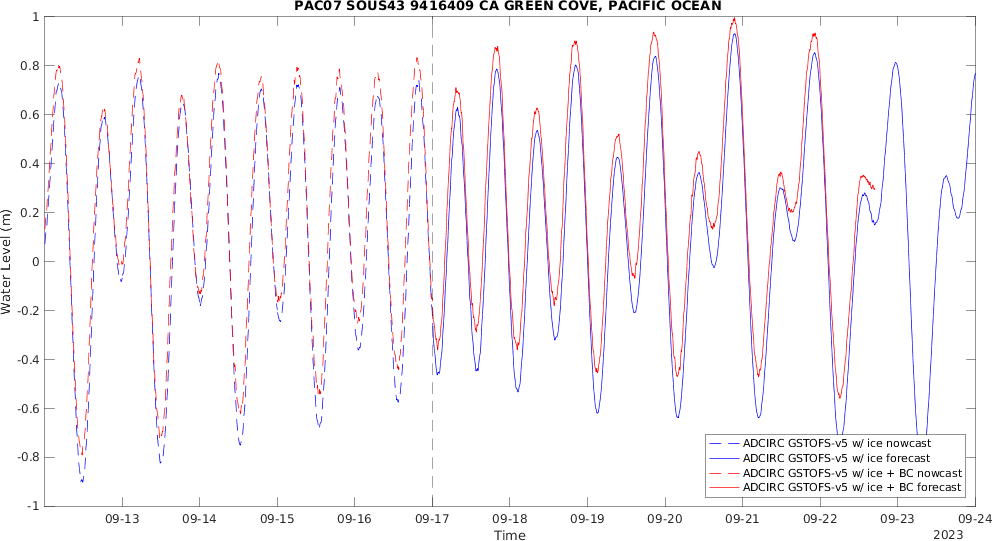 PAC07 SOUS43 9416409 CA GREEN COVE, PACIFIC OCEAN
Water Level (m)
1
0.8
0.6
0.4
0.2
0
-0.2
-0.4
-0.6
-0.8
-1
ADCIRC GSTOFS-v5 w/ ice nowcast
ADCIRC GSTOFS-v5 w/ ice forecast
ADCIRC GSTOFS-v5 w/ ice + BC nowcast
ADCIRC GSTOFS-v5 w/ ice + BC forecast
09-13 09-14 09-15 09-16 09-17 09-18 09-19 09-20 09-21 09-22 09-23 09-24
Time
2023